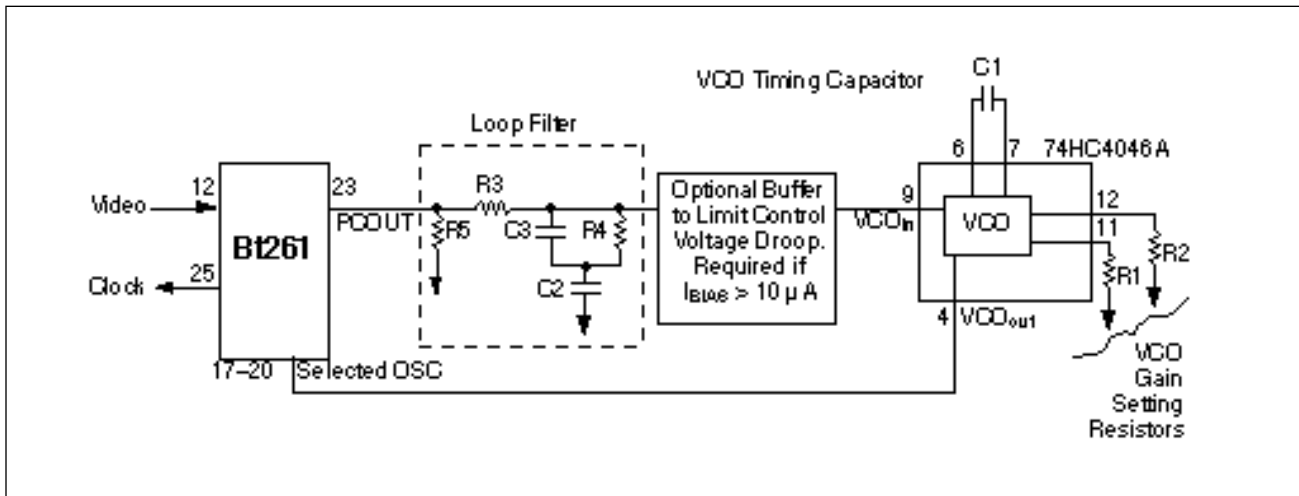 C1
VCO Timing Capacitor
Loop Filter
6
7
74HC4046A
12
23
R3
Optional Buffer
to Limit Control
Voltage Droop.
Required if
IBIAS > 10 µ A
9
12
Video
PCOUT
R5
C3
R4
VCOin
VCO
11
Bt261
R2
25
R1
Clock
C2
4
VCOout
17–20
Selected OSC
VCO
Gain
Setting
Resistors